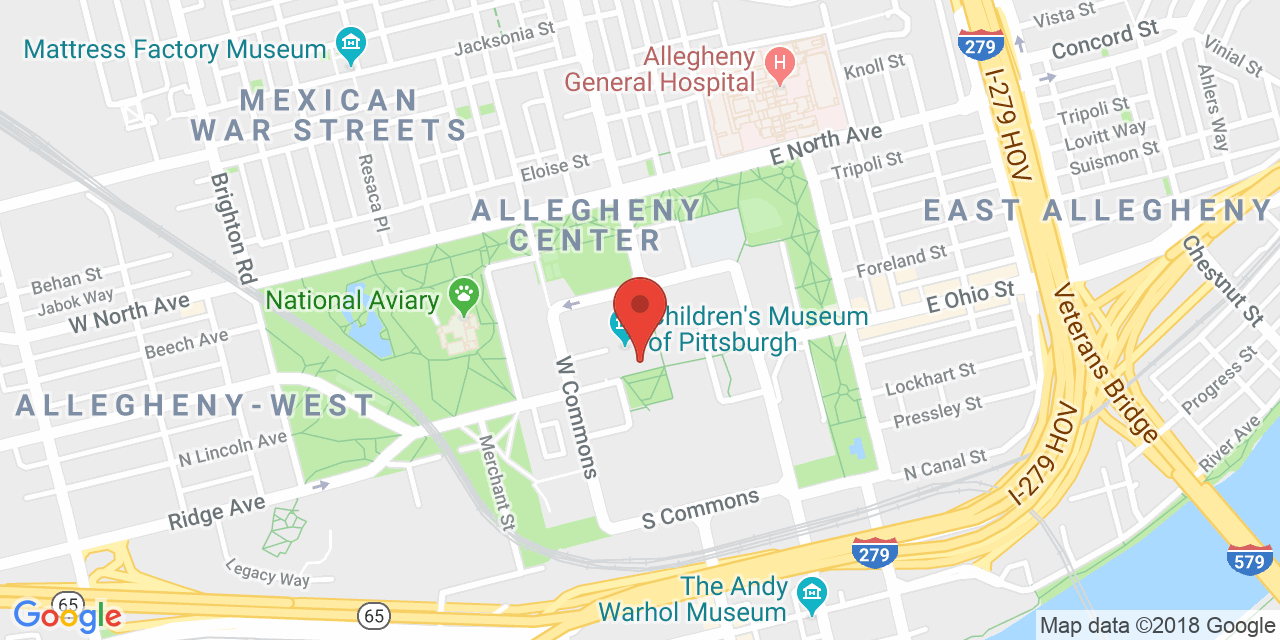 Vista St
279
Concord St
Mattress Factory Museum
Jacksonia St
Vinial St
Allegheny
General Hospital
H
Knoll St
I-279 HOV
Ahlers Way
MEXICAN
WAR STREETS
Tripoli St
Lovitt Way
Suismon St
E North Ave
Tripoli St
Eloise St
Resaca Pl
Brighton Rd
ALLEGHENY
CENTER
EAST ALLEGHENY
Chestnut St
Foreland St
Behan St
Jabok Way
W North Ave
National Aviary
E Ohio St
Veterans Bridge
Children's Museum
of Pittsburgh
Beech Ave
W Commons
Lockhart St
Progress St
ALLEGHENY-WEST
Pressley St
N Lincoln Ave
Merchant St
I-279 HOV
River Ave
N Canal St
Ridge Ave
S Commons
279
579
Legacy Way
The Andy
Warhol Museum
65
65
Google
Map data ©2018 Google